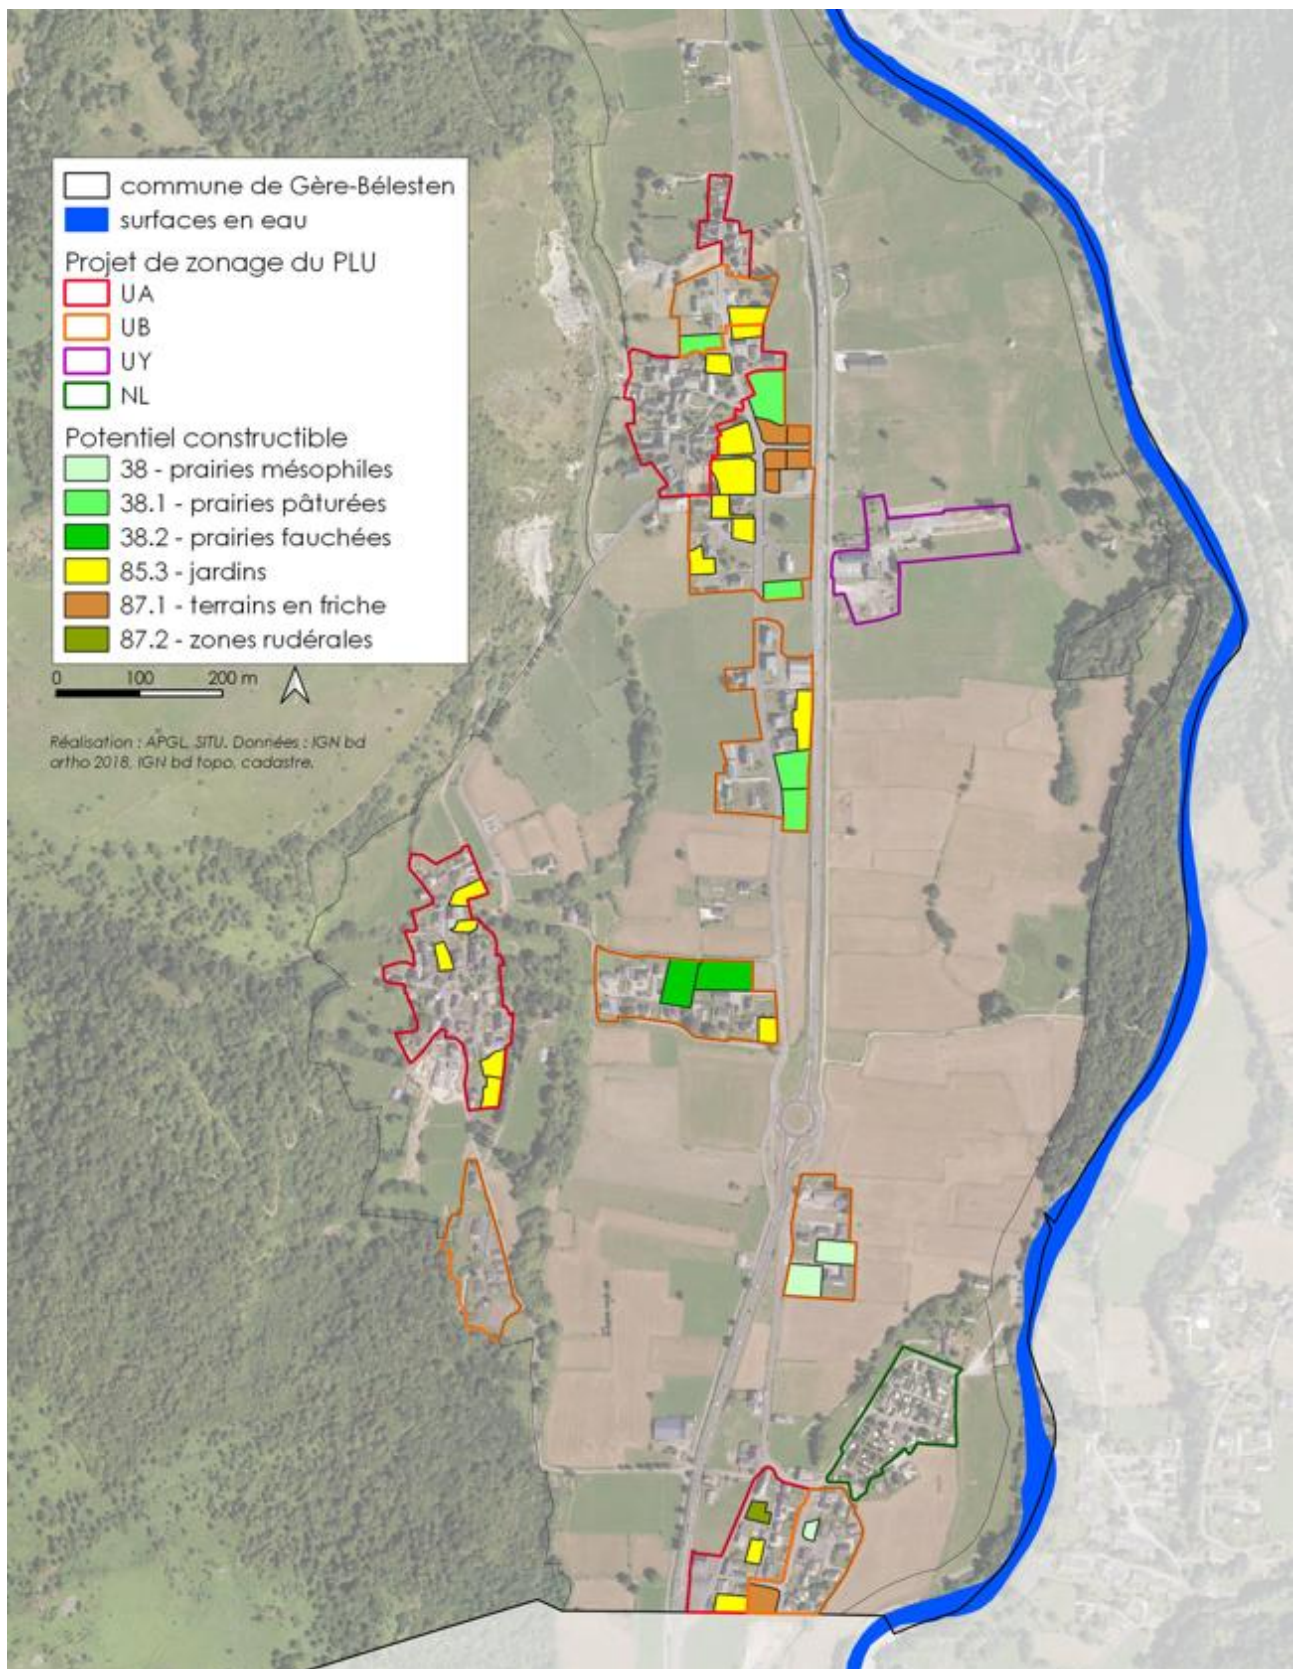 commune de Gère-Bélesten
surfaces en eau
Projet de zonage du PLU
UA
UB
UY
NL
Potentiel constructible
38 - prairies mésophiles
38.1 - prairies pâturées
38.2 - prairies fauchées
85.3 - jardins
87.1 - terrains en friche
87.2 - zones rudérales
0 100 200 m
Réalisation : APGL, SITU. Données : IGN bd
ortho 2018, IGN bd topo, cadastre.